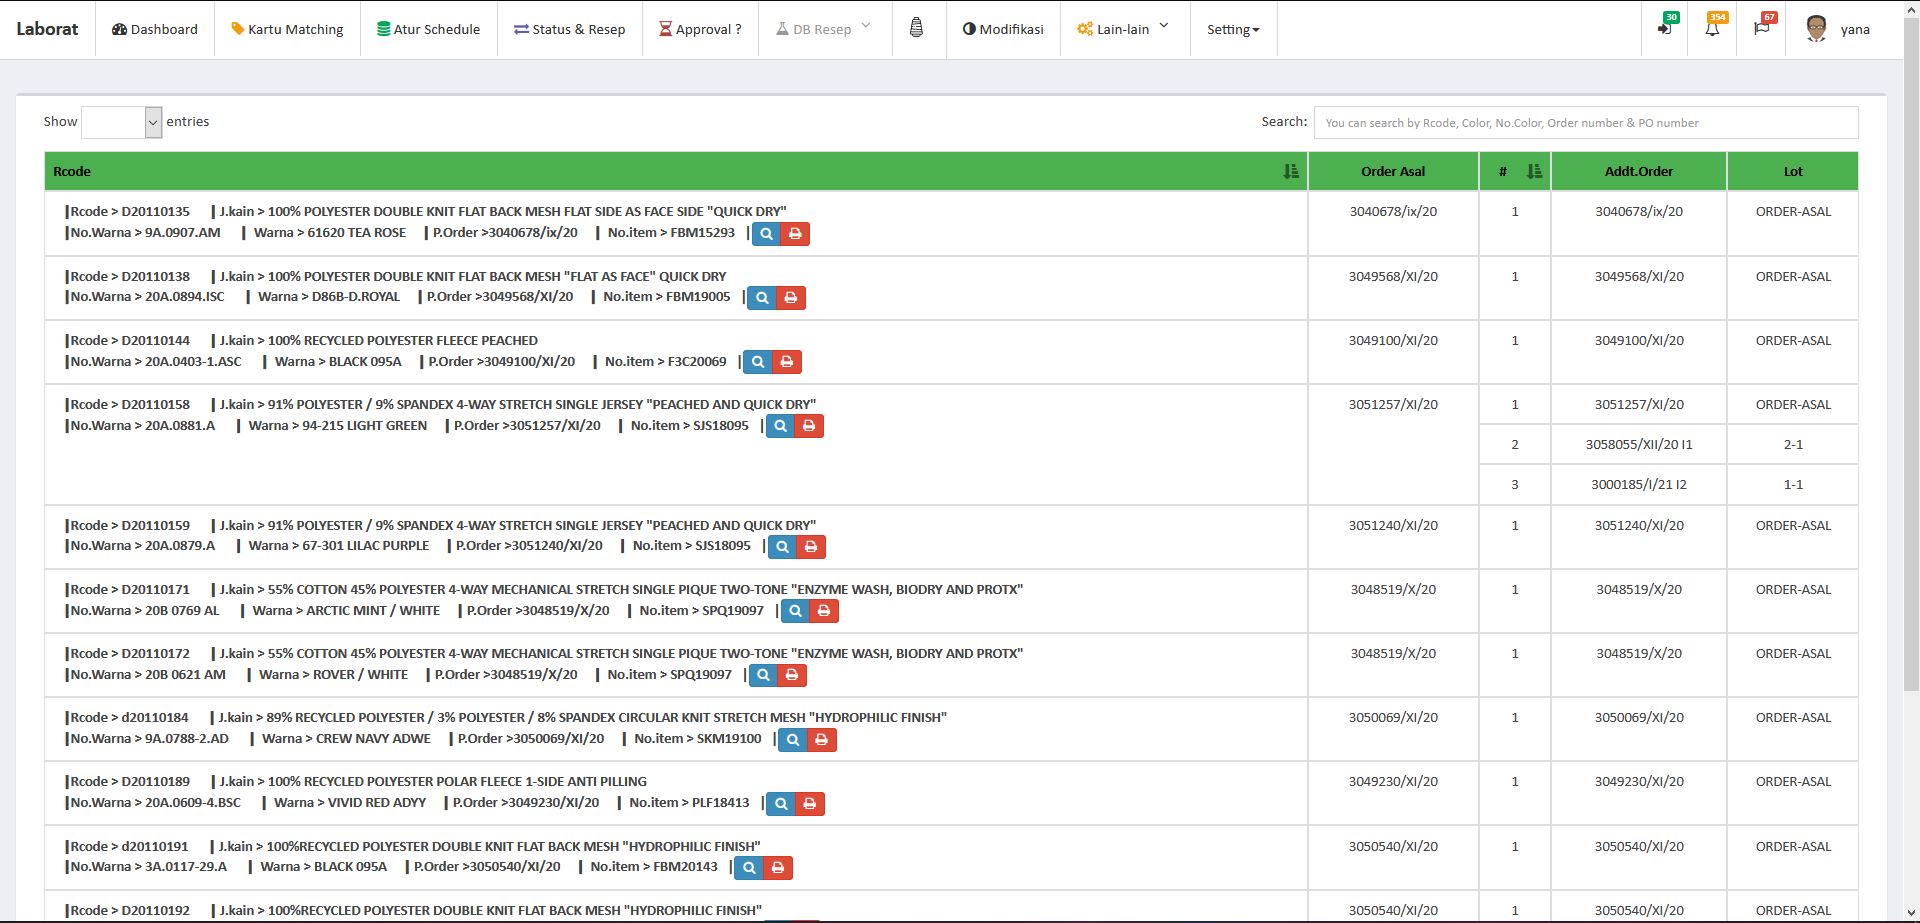 Laborat Dashboard Kartu Matching Atur Schedule Status & Resep Approval ? DB Resep Modifikasi Lain-lain Setting 30 354 67 yana
Show entries Search: You can search by Rcode, Color, No.Color, Order number & PO number
Rcode Order Asal # Addt.Order Lot
|Rcode > D20110135 |J.kain > 100% POLYESTER DOUBLE KNIT FLAT BACK MESH FLAT SIDE AS FACE SIDE "QUICK DRY" 3040678/ix/20 1 3040678/ix/20 ORDER-ASAL
|No.Warna > 9A.0907.AM | Warna > 61620 TEA ROSE | P.Order >3040678/ix/20 | No.item > FBM15293 |
|Rcode > D20110138 |J.kain > 100% POLYESTER DOUBLE KNIT FLAT BACK MESH "FLAT AS FACE" QUICK DRY 3049568/XI/20 1 3049568/XI/20 ORDER-ASAL
|No.Warna > 20A.0894.ISC | Warna > D86B-D.ROYAL | P.Order >3049568/XI/20 | No.item > FBM19005 |
|Rcode > D20110144 |J.kain > 100% RECYCLED POLYESTER FLEECE PEACHED 3049100/XI/20 1 3049100/XI/20 ORDER-ASAL
|No.Warna > 20A.0403-1.ASC | Warna > BLACK 095A | P.Order >3049100/XI/20 | No.item > F3C20069 |
|Rcode > D20110158 |J.kain > 91% POLYESTER / 9% SPANDEX 4-WAY STRETCH SINGLE JERSEY "PEACHED AND QUICK DRY" 3051257/XI/20 1 3051257/XI/20 ORDER-ASAL
|No.Warna > 20A.0881.A | Warna > 94-215 LIGHT GREEN | P.Order >3051257/XI/20 | No.item > SJS18095 |
2 3058055/XII/20 I1 2-1
3 3000185/I/21 I2 1-1
|Rcode > D20110159 |J.kain > 91% POLYESTER / 9% SPANDEX 4-WAY STRETCH SINGLE JERSEY "PEACHED AND QUICK DRY" 3051240/XI/20 1 3051240/XI/20 ORDER-ASAL
|No.Warna > 20A.0879.A | Warna > 67-301 LILAC PURPLE | P.Order >3051240/XI/20 | No.item > SJS18095 |
|Rcode > D20110171 |J.kain > 55% COTTON 45% POLYESTER 4-WAY MECHANICAL STRETCH SINGLE PIQUE TWO-TONE "ENZYME WASH, BIODRY AND PROTX" 3048519/X/20 1 3048519/X/20 ORDER-ASAL
|No.Warna > 20B 0769 AL | Warna > ARCTIC MINT / WHITE | P.Order >3048519/X/20 | No.item > SPQ19097 |
|Rcode > D20110172 |J.kain > 55% COTTON 45% POLYESTER 4-WAY MECHANICAL STRETCH SINGLE PIQUE TWO-TONE "ENZYME WASH, BIODRY AND PROTX" 3048519/X/20 1 3048519/X/20 ORDER-ASAL
|No.Warna > 20B 0621 AM | Warna > ROVER / WHITE | P.Order >3048519/X/20 | No.item > SPQ19097 |
|Rcode > d20110184 |J.kain > 89% RECYCLED POLYESTER / 3% POLYESTER / 8% SPANDEX CIRCULAR KNIT STRETCH MESH "HYDROPHILIC FINISH" 3050069/XI/20 1 3050069/XI/20 ORDER-ASAL
|No.Warna > 9A.0788-2.AD | Warna > CREW NAVY ADWE | P.Order >3050069/XI/20 | No.item > SKM19100 |
|Rcode > D20110189 |J.kain > 100% RECYCLED POLYESTER POLAR FLEECE 1-SIDE ANTI PILLING 3049230/XI/20 1 3049230/XI/20 ORDER-ASAL
|No.Warna > 20A.0609-4.BSC | Warna > VIVID RED ADYY | P.Order >3049230/XI/20 | No.item > PLF18413 |
|Rcode > d20110191 |J.kain > 100%RECYCLED POLYESTER DOUBLE KNIT FLAT BACK MESH "HYDROPHILIC FINISH" 3050540/XI/20 1 3050540/XI/20 ORDER-ASAL
|No.Warna > 3A.0117-29.A | Warna > BLACK 095A | P.Order >3050540/XI/20 | No.item > FBM20143 |
|Rcode > D20110192 |J.kain > 100%RECYCLED POLYESTER DOUBLE KNIT FLAT BACK MESH "HYDROPHILIC FINISH" 3050540/XI/20 1 3050540/XI/20 ORDER-ASAL